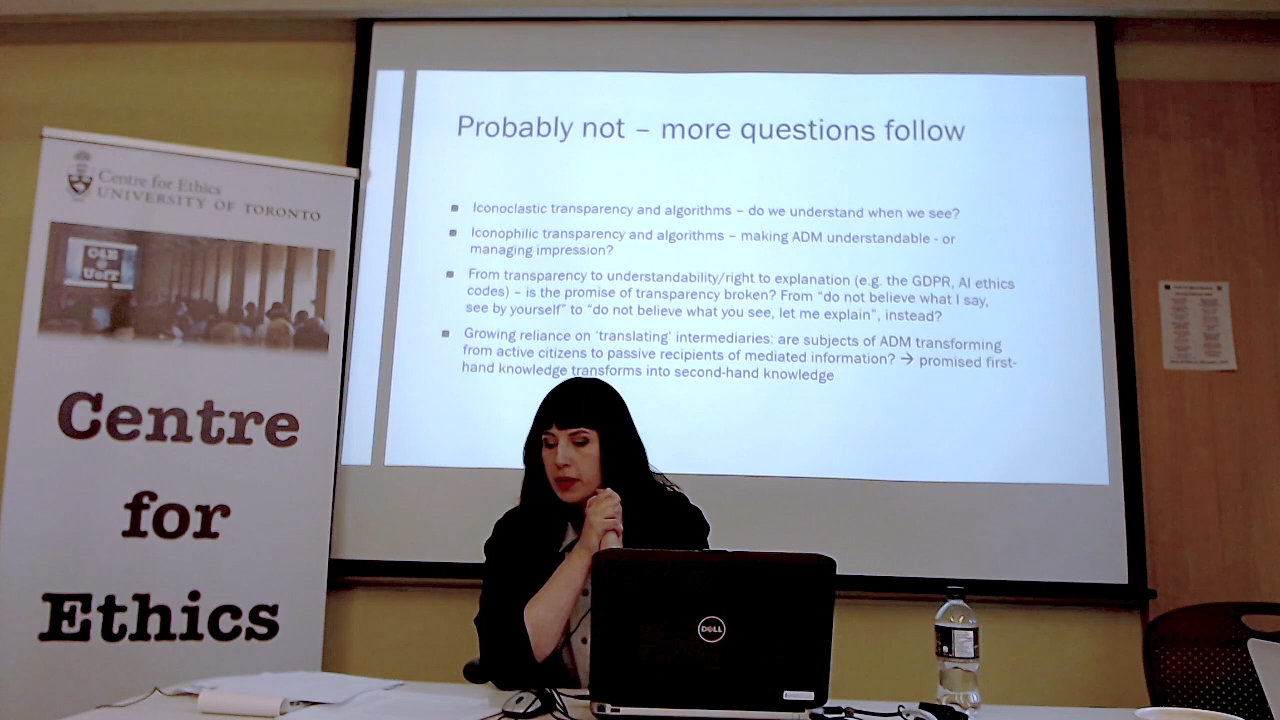 Centre for Ethics
UNIVERSITY OF TORONTO
C4E
@
UofT
Centre
for
Ethics
Probably not – more questions follow
Iconoclastic transparency and algorithms – do we understand when we see?
Iconophilic transparency and algorithms – making ADM understandable - or
managing impression?
From transparency to understandability/right to explanation (e.g. the GDPR, AI ethics
codes) – is the promise of transparency broken? From “do not believe what I say,
see by yourself” to “do not believe what you see, let me explain”, instead?
Growing reliance on ‘translating’ intermediaries: are subjects of ADM transforming
from active citizens to passive recipients of mediated information? → promised first-
hand knowledge transforms into second-hand knowledge
DELL